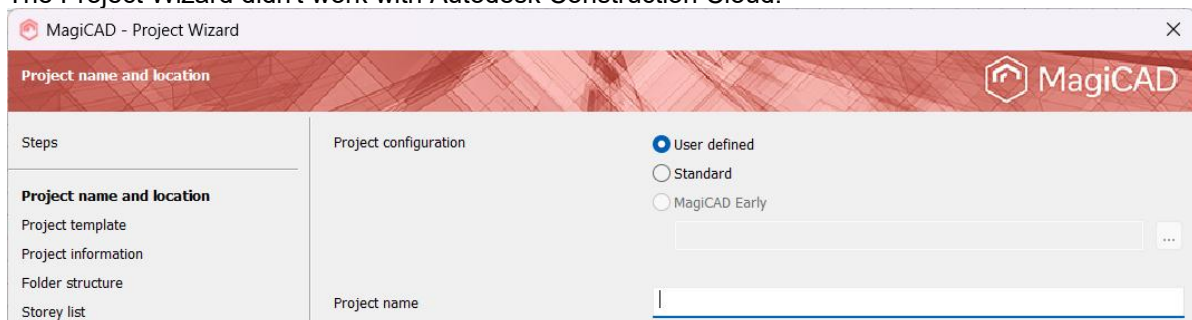 The Project Wizard didn't work with Autodesk Construction Cloud.
MagiCAD - Project Wizard
Project name and location
MagiCAD
Steps
Project name and location
Project template
Project information
Folder structure
Storey list
Project configuration
User defined
Standard
MagiCAD Early
...
Project name